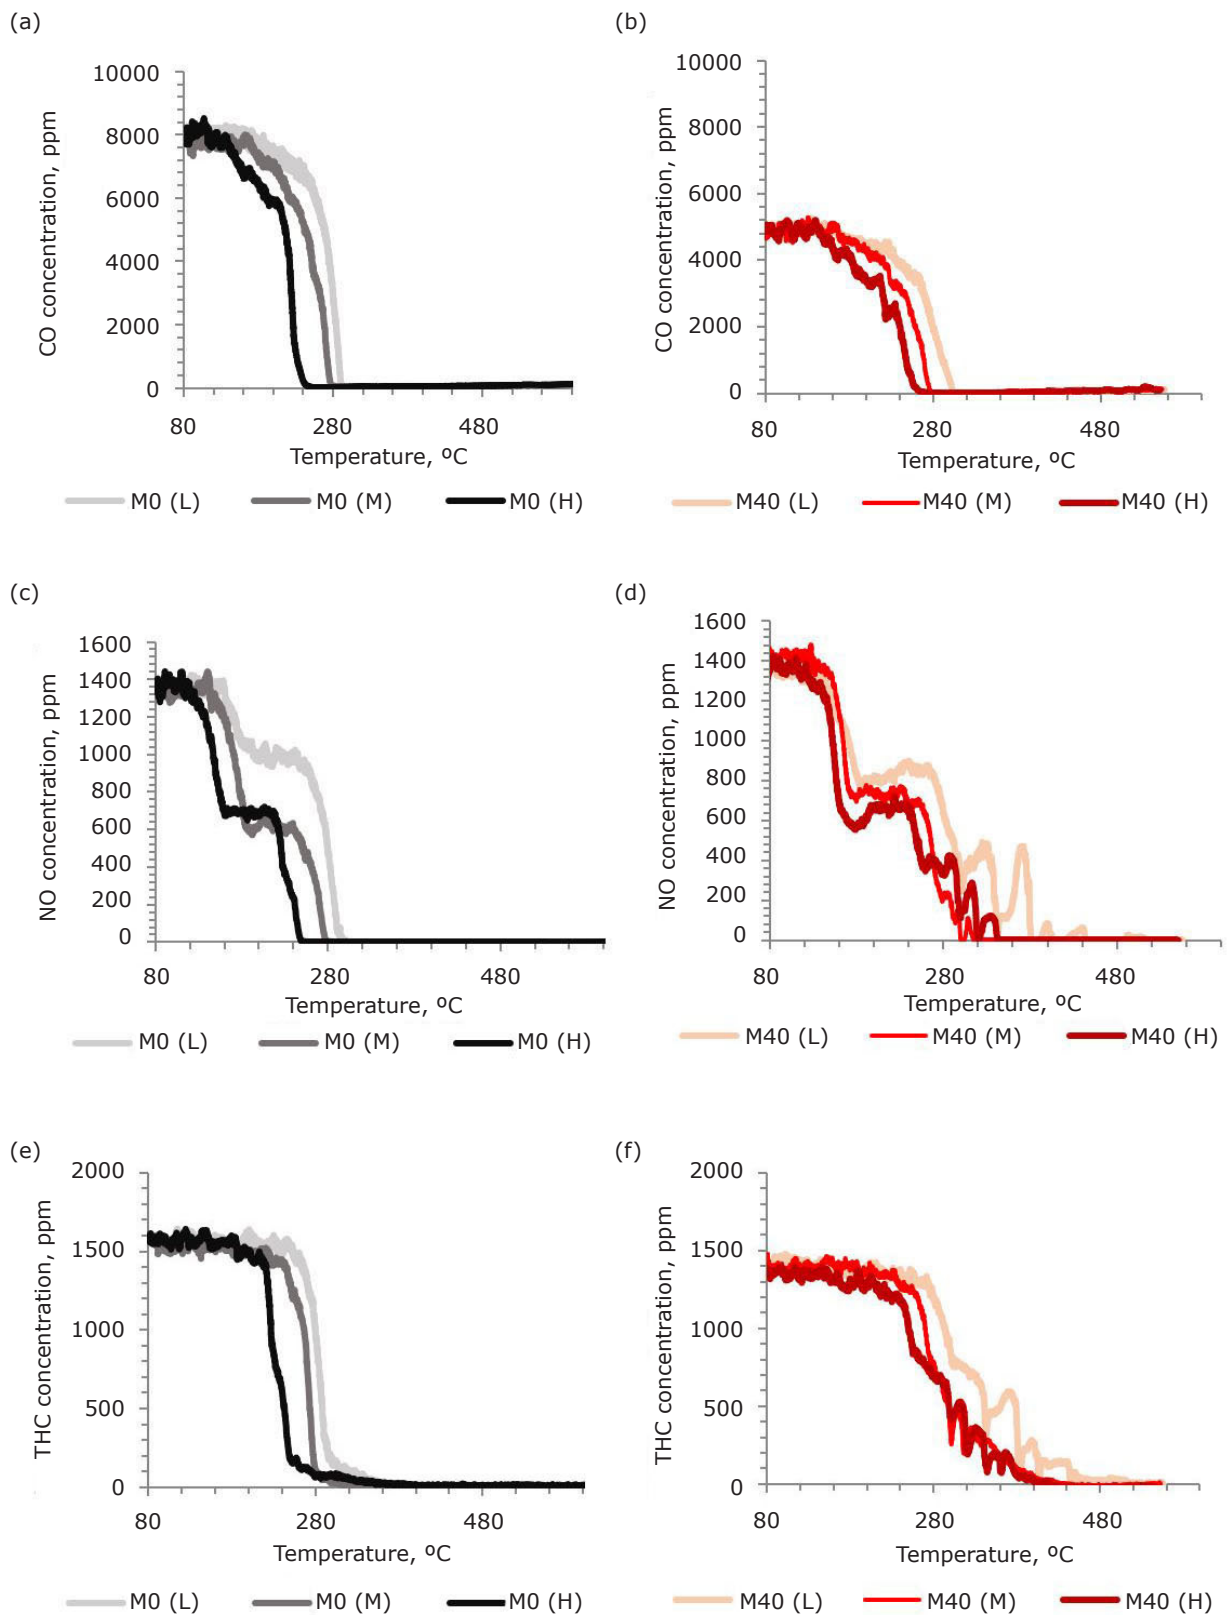 (a)
(b)
10000
8000
6000
4000
2000
0
CO concentration, ppm
80
280
480
Temperature, ºC
M0 (L)
M0 (M)
M0 (H)
10000
8000
6000
4000
2000
0
CO concentration, ppm
80
280
480
Temperature, ºC
M40 (L)
M40 (M)
M40 (H)
(c)
(d)
1600
1400
1200
1000
800
600
400
200
0
NO concentration, ppm
80
280
480
Temperature, ºC
M0 (L)
M0 (M)
M0 (H)
1600
1400
1200
1000
800
600
400
200
0
NO concentration, ppm
80
280
480
Temperature, ºC
M40 (L)
M40 (M)
M40 (H)
(e)
(f)
2000
1500
1000
500
0
THC concentration, ppm
80
280
480
Temperature, ºC
M0 (L)
M0 (M)
M0 (H)
2000
1500
1000
500
0
THC concentration, ppm
80
280
480
Temperature, ºC
M40 (L)
M40 (M)
M40 (H)